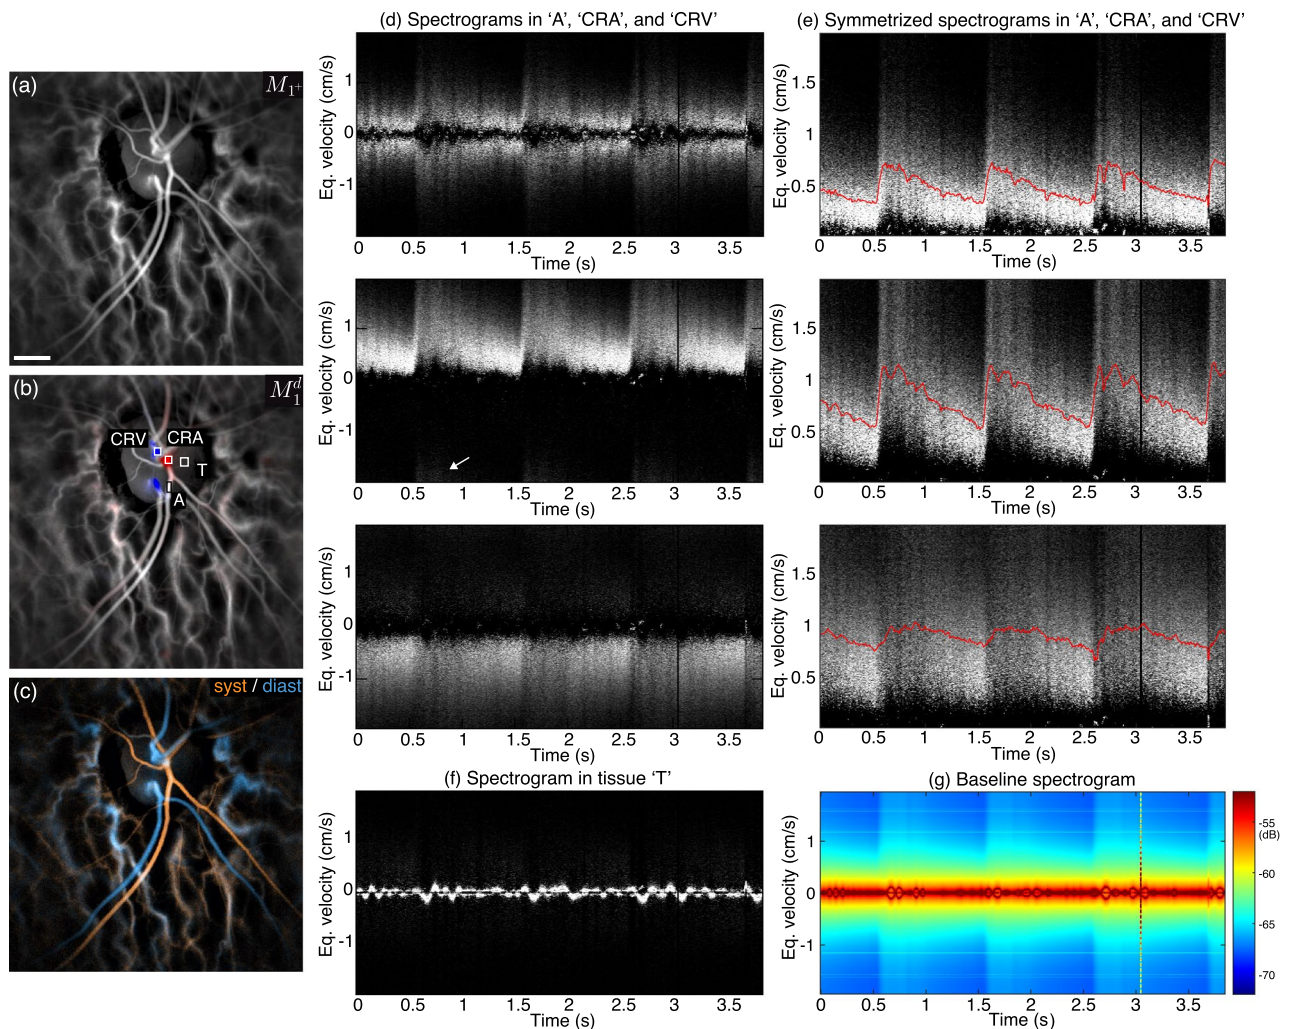 (a)
M1+
(b)
M1d
CRV
CRA
T
A
(c)
syst / diast
(d) Spectrograms in ‘A’, ‘CRA’, and ‘CRV’
Eq. velocity (cm/s)
1
0
-1
0 0.5 1 1.5 2 2.5 3 3.5
Time (s)
Eq. velocity (cm/s)
1
0
-1
0 0.5 1 1.5 2 2.5 3 3.5
Time (s)
Eq. velocity (cm/s)
1
0
-1
0 0.5 1 1.5 2 2.5 3 3.5
Time (s)
(e) Symmetrized spectrograms in ‘A’, ‘CRA’, and ‘CRV’
Eq. velocity (cm/s)
1.5
1
0.5
0 0.5 1 1.5 2 2.5 3 3.5
Time (s)
Eq. velocity (cm/s)
1.5
1
0.5
0 0.5 1 1.5 2 2.5 3 3.5
Time (s)
Eq. velocity (cm/s)
1.5
1
0.5
0 0.5 1 1.5 2 2.5 3 3.5
Time (s)
(f) Spectrogram in tissue ‘T’
Eq. velocity (cm/s)
1
0
-1
0 0.5 1 1.5 2 2.5 3 3.5
Time (s)
(g) Baseline spectrogram
Eq. velocity (cm/s)
1
0
-1
0 0.5 1 1.5 2 2.5 3 3.5
Time (s)
-55
(dB)
-60
-65
-70